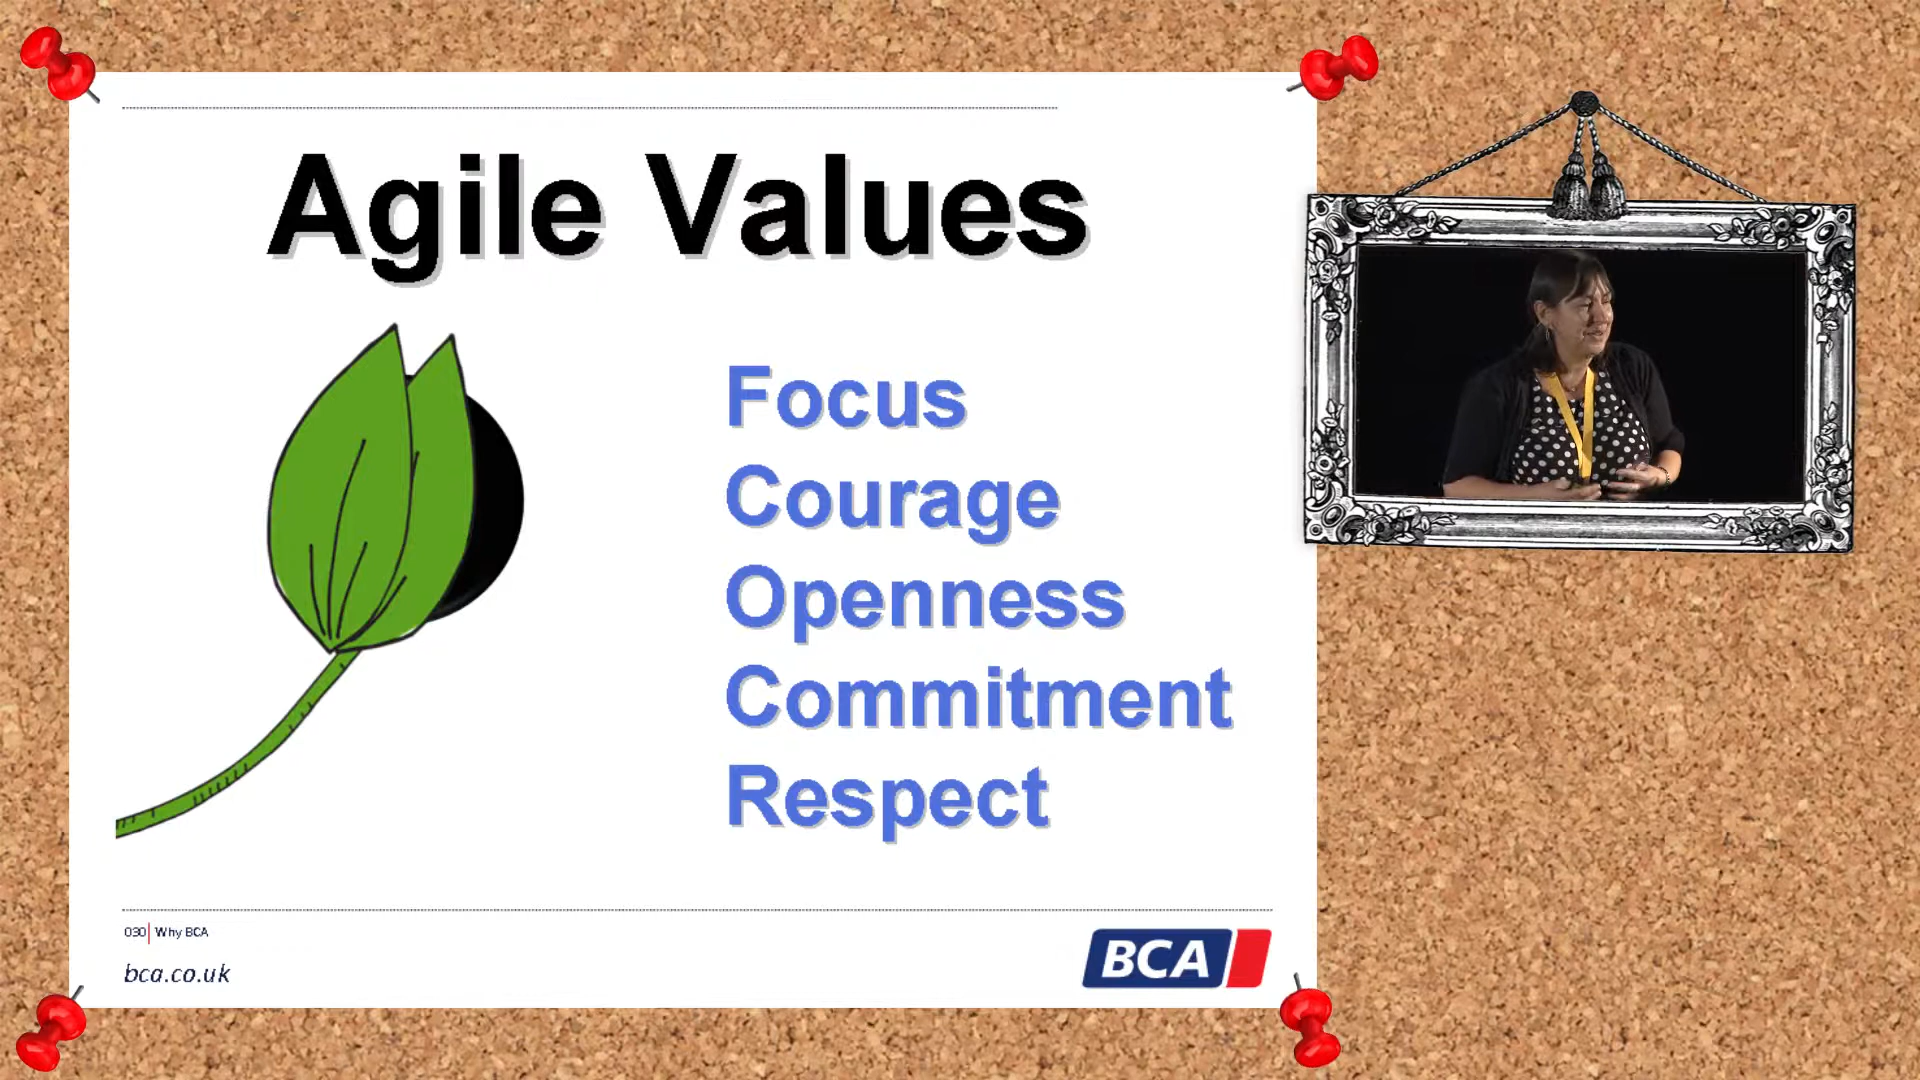 Agile Values
Focus
Courage
Openness
Commitment
Respect
030 Why BCA
bca.co.uk
BCA